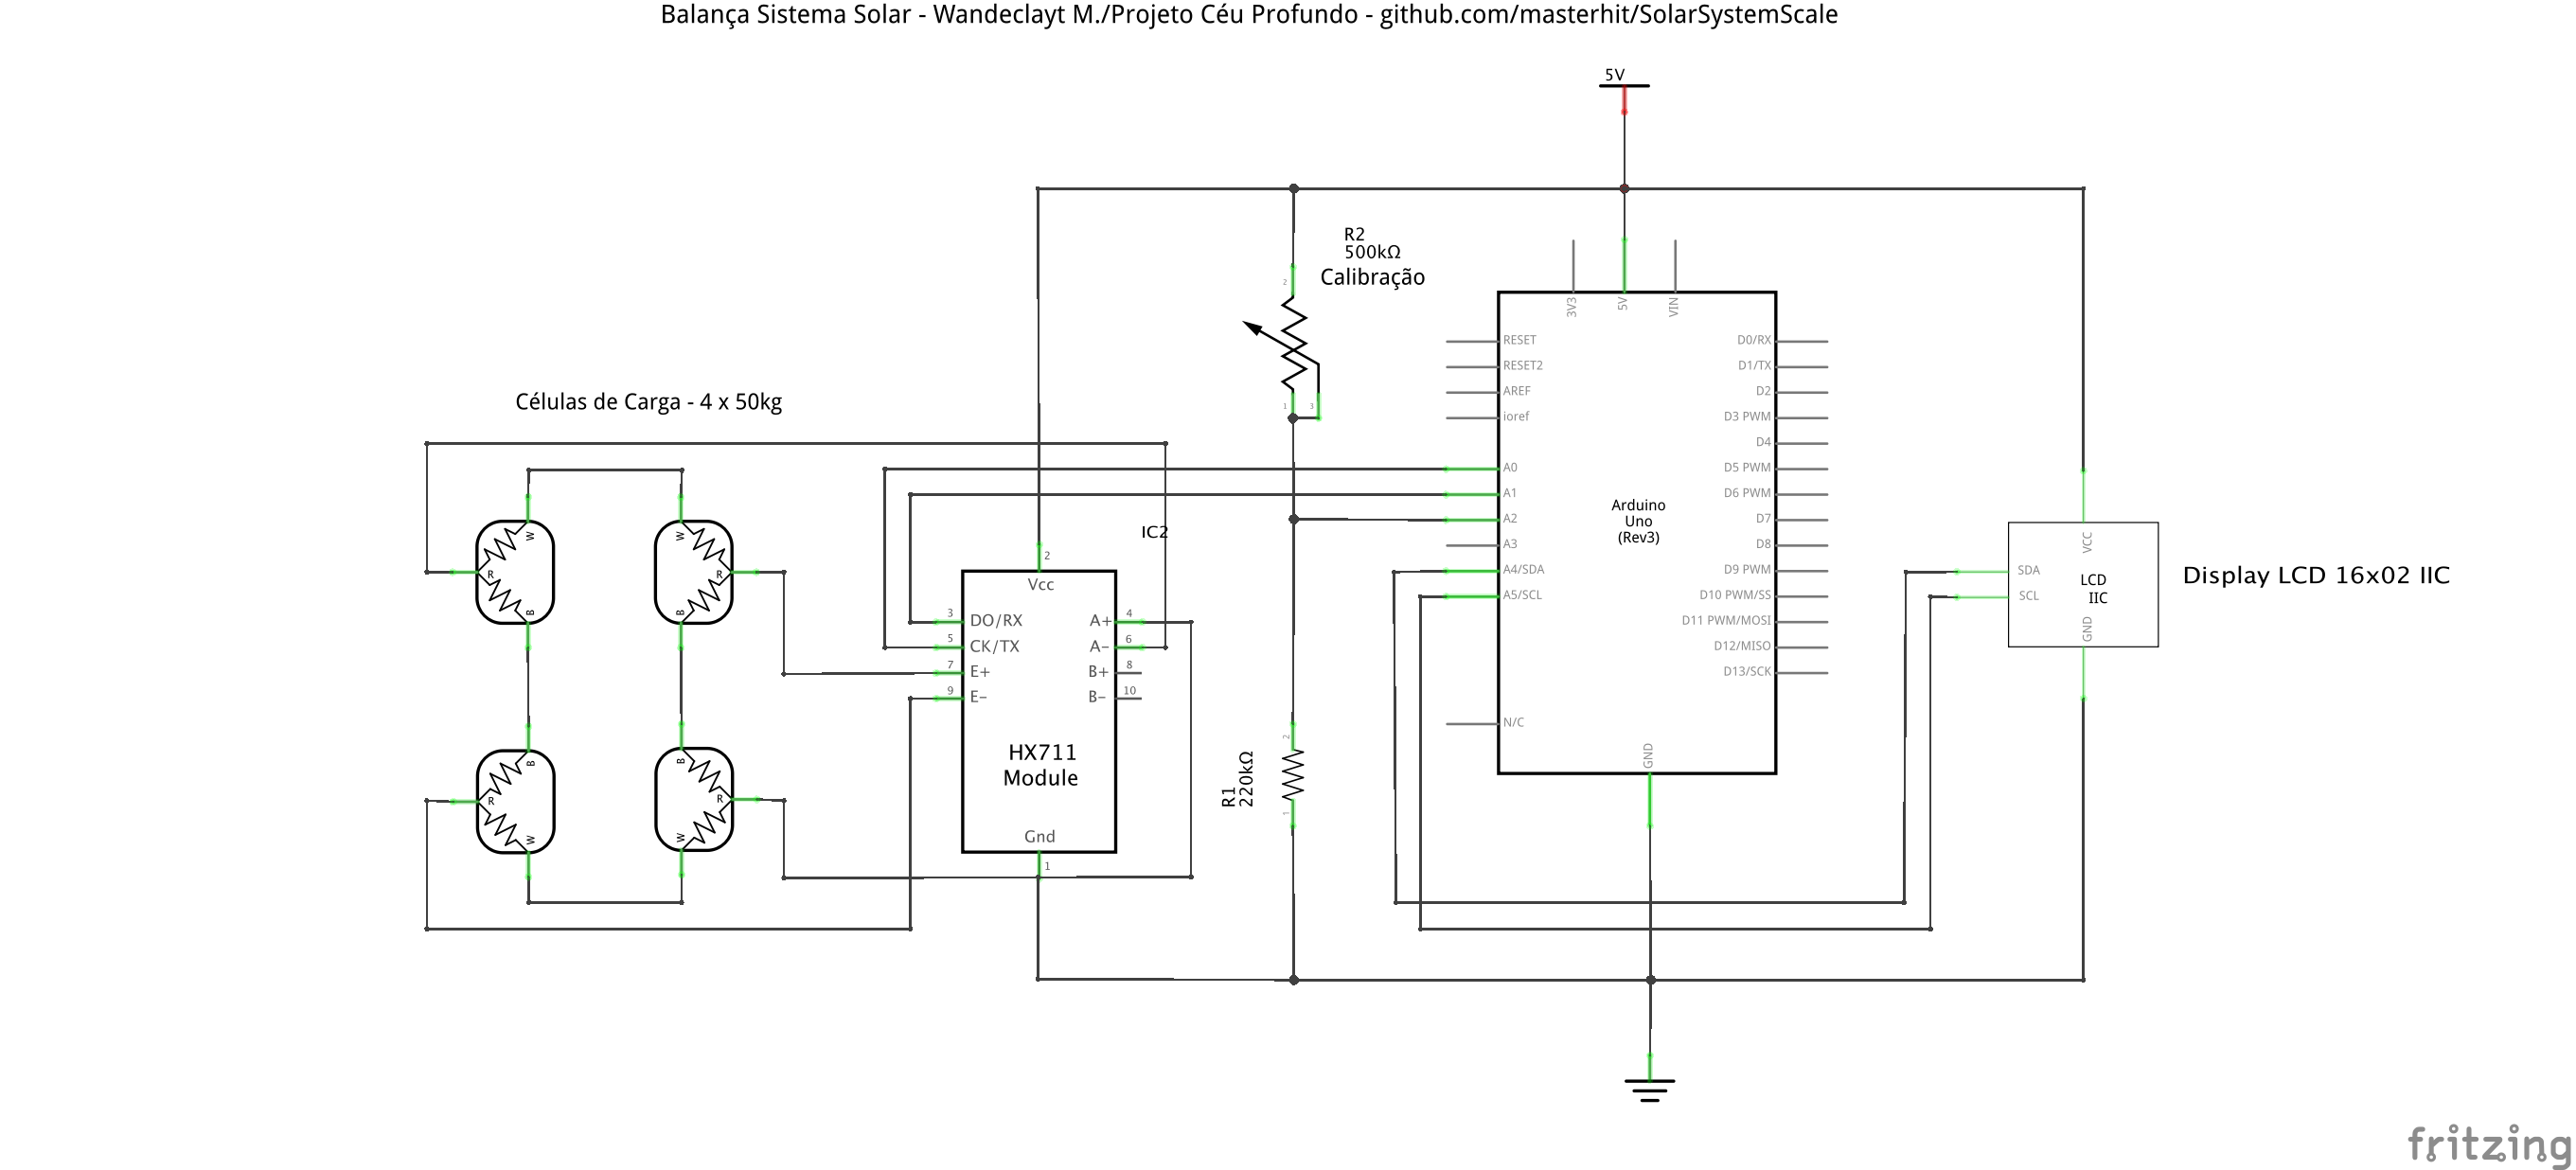 Balança Sistema Solar - Wandeclayt M./Projeto Céu Profundo - github.com/masterhit/SolarSystemScale
5V
R2
500kΩ
Calibração
2
1
3
Células de Carga - 4 x 50kg
W
R
B
W
R
B
B
R
W
B
R
W
IC2
2
Vcc
3
DO/RX
5
CK/TX
7
E+
9
E-
A+
4
A-
6
B+
8
B-
10
HX711
Module
Gnd
1
R1
220kΩ
2
1
3V3
5V
VIN
RESET
RESET2
AREF
ioref
A0
A1
A2
A3
A4/SDA
A5/SCL
N/C
Arduino
Uno
(Rev3)
D0/RX
D1/TX
D2
D3 PWM
D4
D5 PWM
D6 PWM
D7
D8
D9 PWM
D10 PWM/SS
D11 PWM/MOSI
D12/MISO
D13/SCK
GND
VCC
SDA
SCL
LCD
IIC
GND
Display LCD 16x02 IIC
fritzing